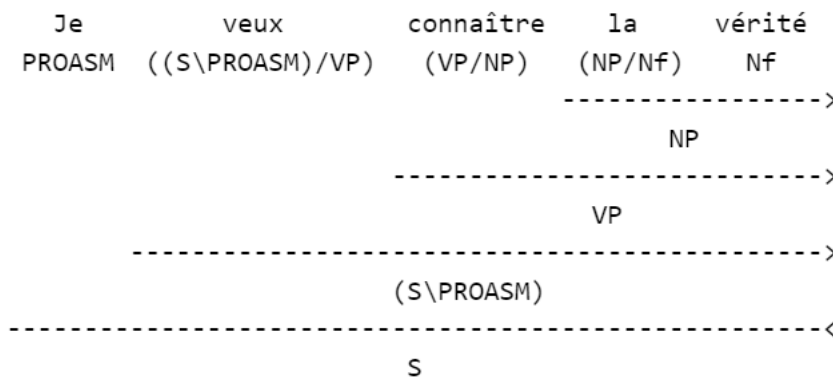 Je veux connaître la vérité
PROASM ((S\PROASM)/VP) (VP/NP) (NP/Nf) Nf
----------------->
NP
----------------------------->
VP
----------------------------------------------->
(S\PROASM)
-------------------------------------------------------<
S